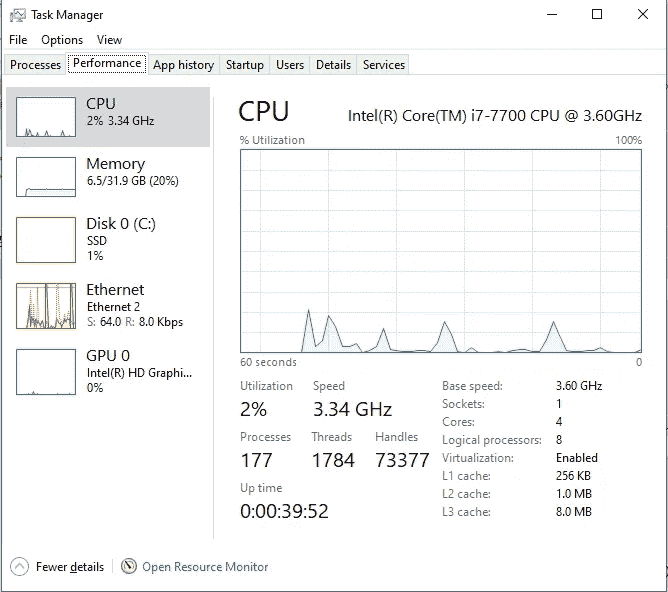 Task Manager
File Options View
Processes Performance App history Startup Users Details Services
CPU
2% 3.34 GHz
Memory
6.5/31.9 GB (20%)
Disk 0 (C:)
SSD
1%
Ethernet
Ethernet 2
S: 64.0 R: 8.0 Kbps
GPU 0
Intel(R) HD Graphi...
0%
CPU Intel(R) Core(TM) i7-7700 CPU @ 3.60GHz
% Utilization 100%
60 seconds 0
Utilization Speed
2% 3.34 GHz
Processes Threads Handles
177 1784 73377
Up time
0:00:39:52
Base speed: 3.60 GHz
Sockets: 1
Cores: 4
Logical processors: 8
Virtualization: Enabled
L1 cache: 256 KB
L2 cache: 1.0 MB
L3 cache: 8.0 MB
Fewer details Open Resource Monitor